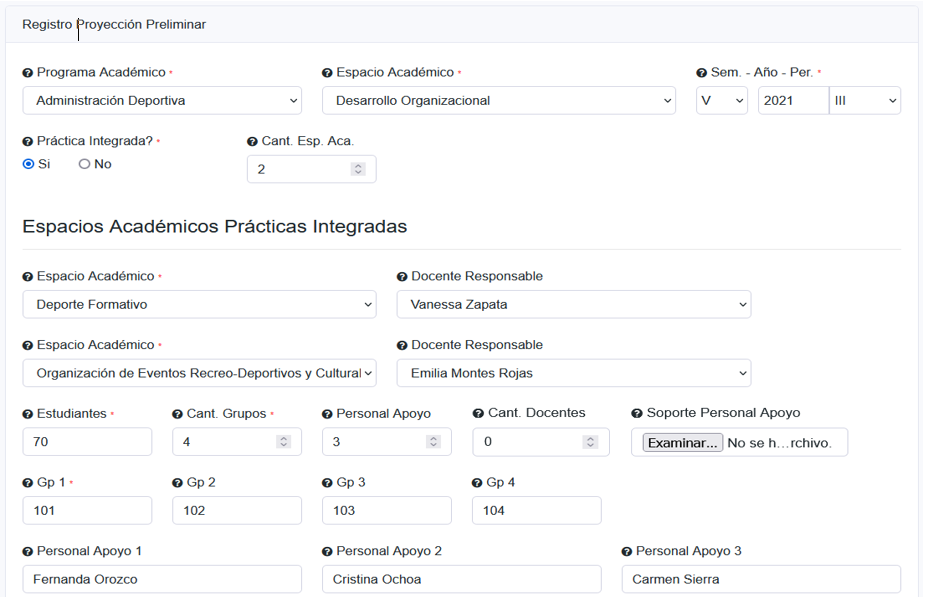 Registro Proyección Preliminar
Programa Académico * Espacio Académico * Sem. - Año - Per. *
Administración Deportiva Desarrollo Organizacional V 2021 III
Práctica Integrada? * Cant. Esp. Aca.
Si No 2
Espacios Académicos Prácticas Integradas
Espacio Académico * Docente Responsable
Deporte Formativo Vanessa Zapata
Espacio Académico * Docente Responsable
Organización de Eventos Recreo-Deportivos y Cultural Emilia Montes Rojas
Estudiantes * Cant. Grupos * Personal Apoyo Cant. Docentes Soporte Personal Apoyo
70 4 3 0 Examinar... No se h...rchivo.
Gp 1 * Gp 2 Gp 3 Gp 4
101 102 103 104
Personal Apoyo 1 Personal Apoyo 2 Personal Apoyo 3
Fernanda Orozco Cristina Ochoa Carmen Sierra